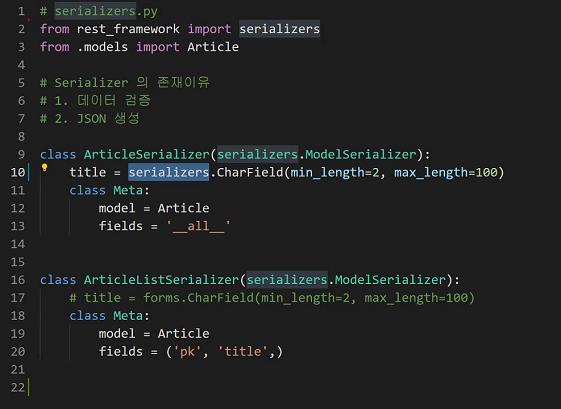 1 # serializers.py
2 from rest_framework import serializers
3 from .models import Article
4
5 # Serializer 의 존재이유
6 # 1. 데이터 검증
7 # 2. JSON 생성
8
9 class ArticleSerializer(serializers.ModelSerializer):
10     title = serializers.CharField(min_length=2, max_length=100)
11     class Meta:
12         model = Article
13         fields = '__all__'
14
15
16 class ArticleListSerializer(serializers.ModelSerializer):
17     # title = forms.CharField(min_length=2, max_length=100)
18     class Meta:
19         model = Article
20         fields = ('pk', 'title',)
21
22